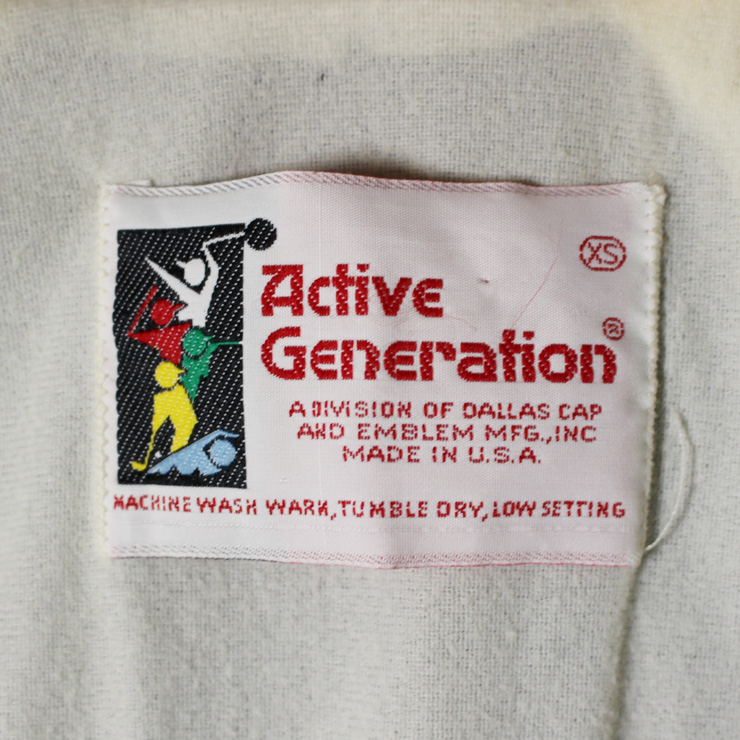 XS
Active
Generation®
A DIVISION OF DALLAS CAP
AND EMBLEM MFG., INC
MADE IN U.S.A.
MACHINE WASH WARM, TUMBLE DRY, LOW SETTING